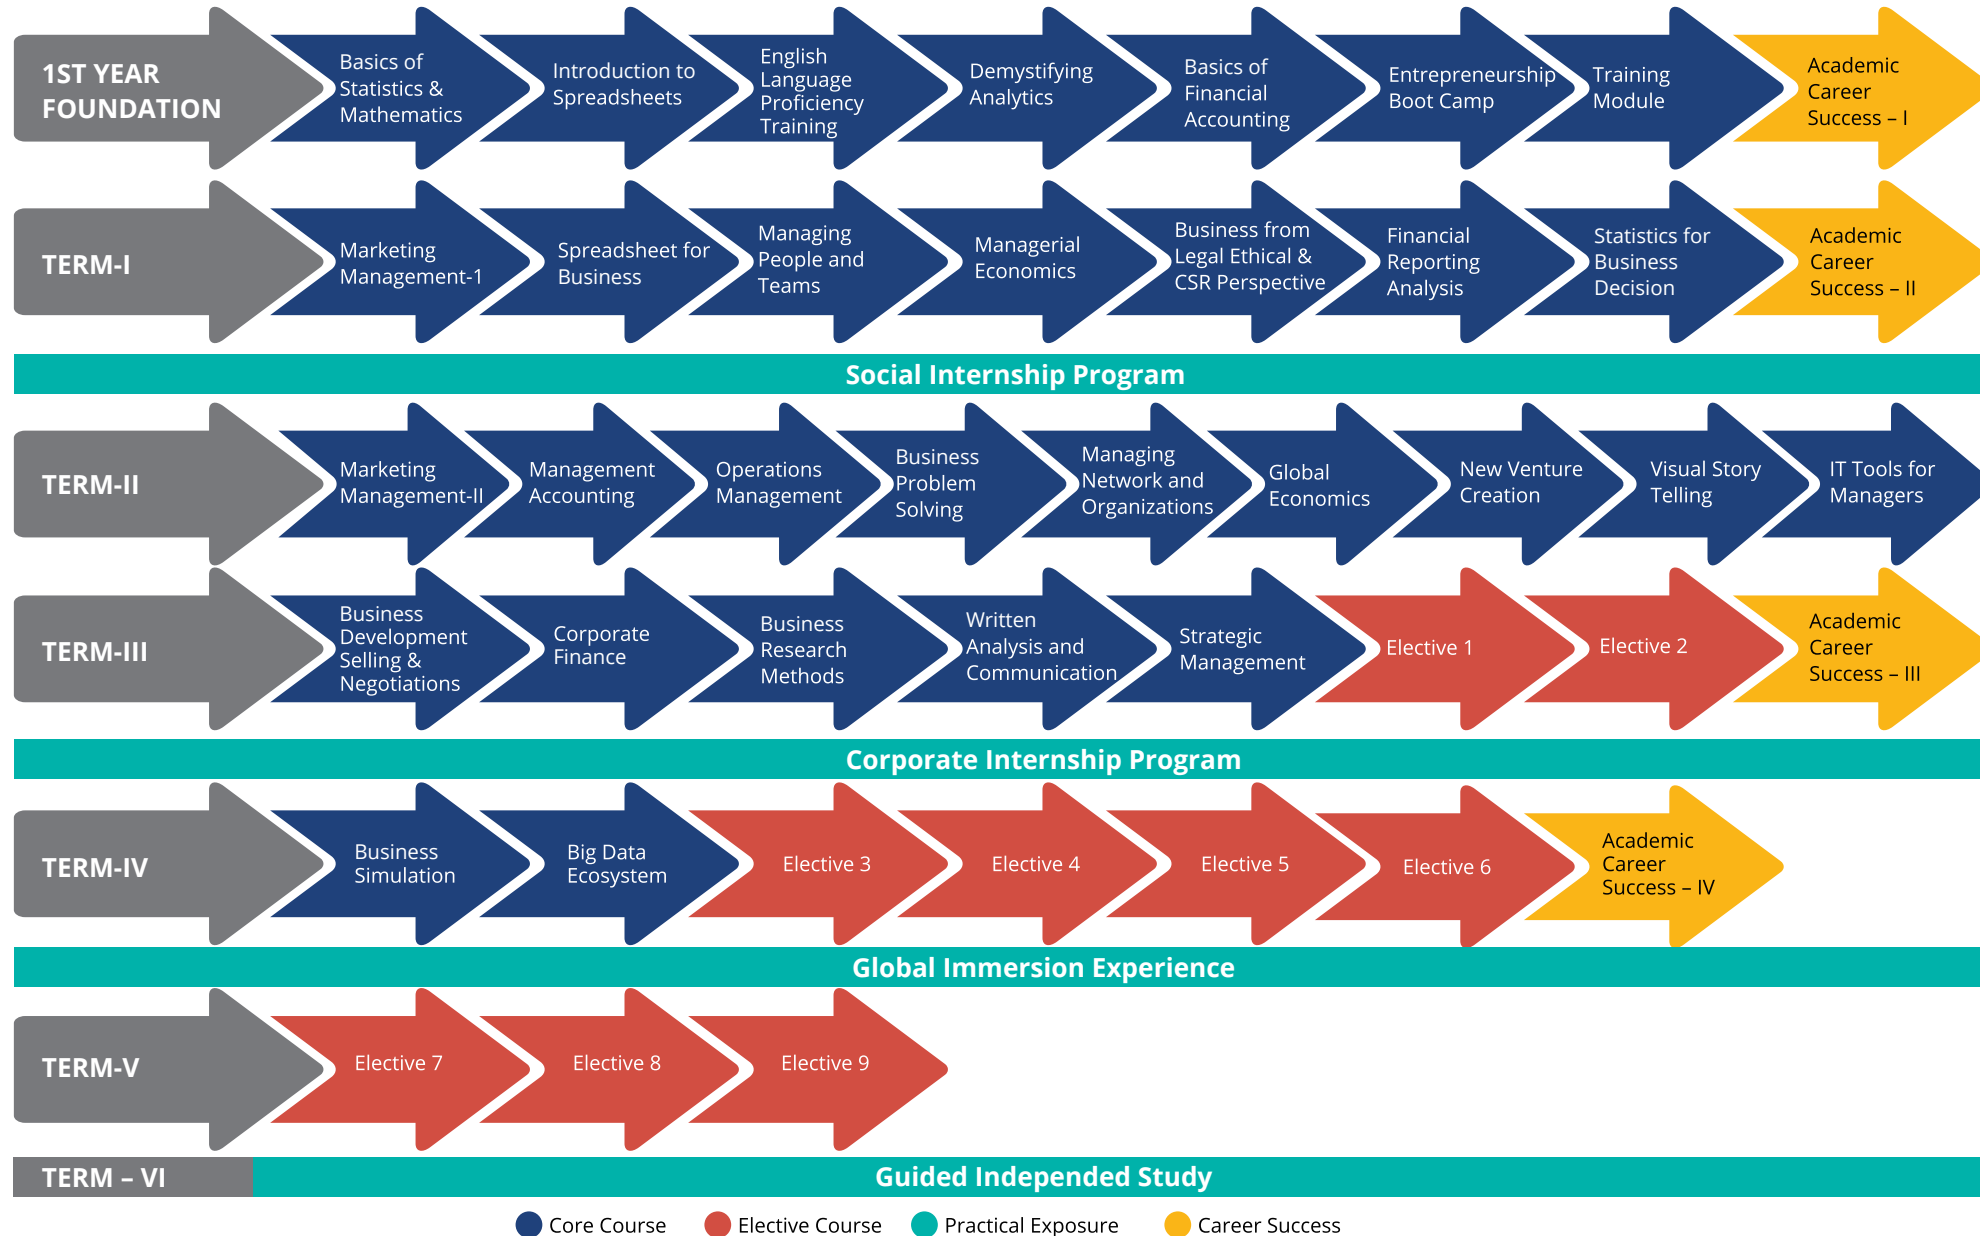 1ST YEAR
FOUNDATION
Basics of
Statistics &
Mathematics
Introduction to
Spreadsheets
English
Language
Proficiency
Training
Demystifying
Analytics
Basics of
Financial
Accounting
Entrepreneurship
Boot Camp
Training
Module
Academic
Career
Success – I
TERM-I
Marketing
Management-1
Spreadsheet for
Business
Managing
People and
Teams
Managerial
Economics
Business from
Legal Ethical &
CSR Perspective
Financial
Reporting
Analysis
Statistics for
Business
Decision
Academic
Career
Success – II
Social Internship Program
TERM-II
Marketing
Management-II
Management
Accounting
Operations
Management
Business
Problem
Solving
Managing
Network and
Organizations
Global
Economics
New Venture
Creation
Visual Story
Telling
IT Tools for
Managers
TERM-III
Business
Development
Selling &
Negotiations
Corporate
Finance
Business
Research
Methods
Written
Analysis and
Communication
Strategic
Management
Elective 1
Elective 2
Academic
Career
Success – III
Corporate Internship Program
TERM-IV
Business
Simulation
Big Data
Ecosystem
Elective 3
Elective 4
Elective 5
Elective 6
Academic
Career
Success – IV
Global Immersion Experience
TERM-V
Elective 7
Elective 8
Elective 9
TERM – VI
Guided Independed Study
Core Course
Elective Course
Practical Exposure
Career Success